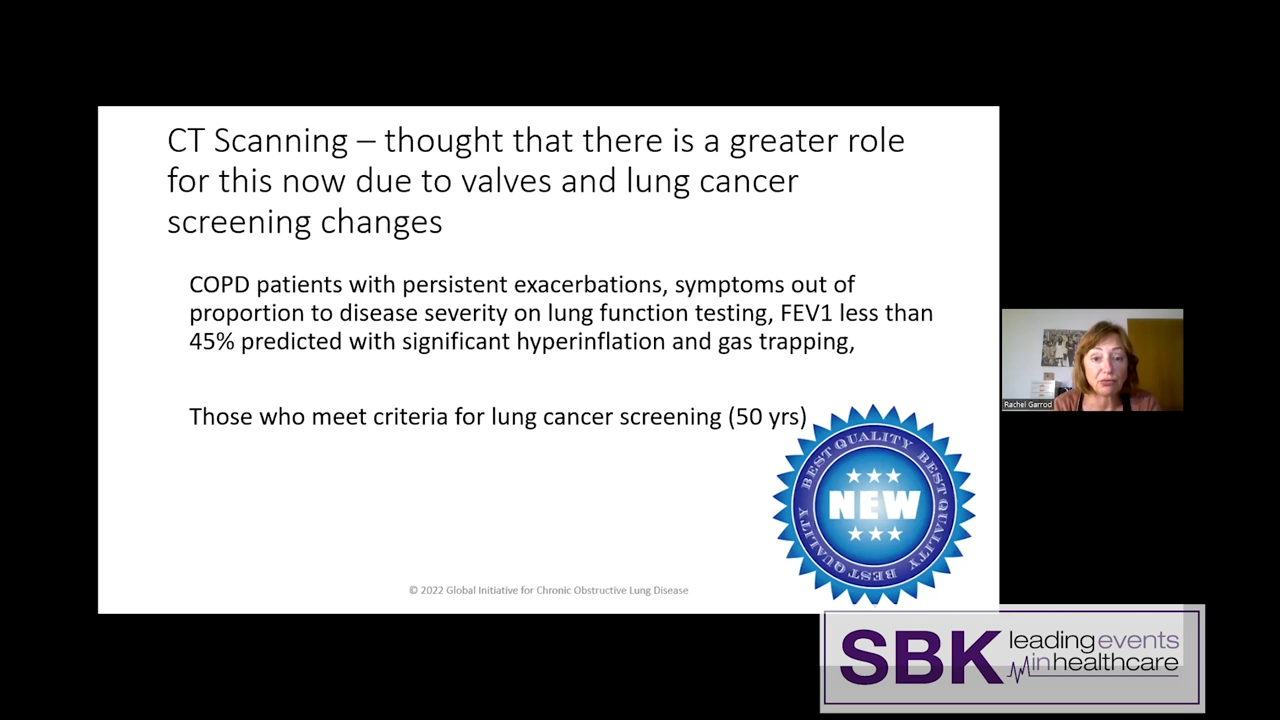 CT Scanning – thought that there is a greater role
for this now due to valves and lung cancer
screening changes
COPD patients with persistent exacerbations, symptoms out of
proportion to disease severity on lung function testing, FEV1 less than
45% predicted with significant hyperinflation and gas trapping,
Those who meet criteria for lung cancer screening (50 yrs)
BEST QUALITY BEST QUALITY BEST QUALITY
NEW
© 2022 Global Initiative for Chronic Obstructive Lung Disease
Rachel Garrod
SBK leading events
in healthcare